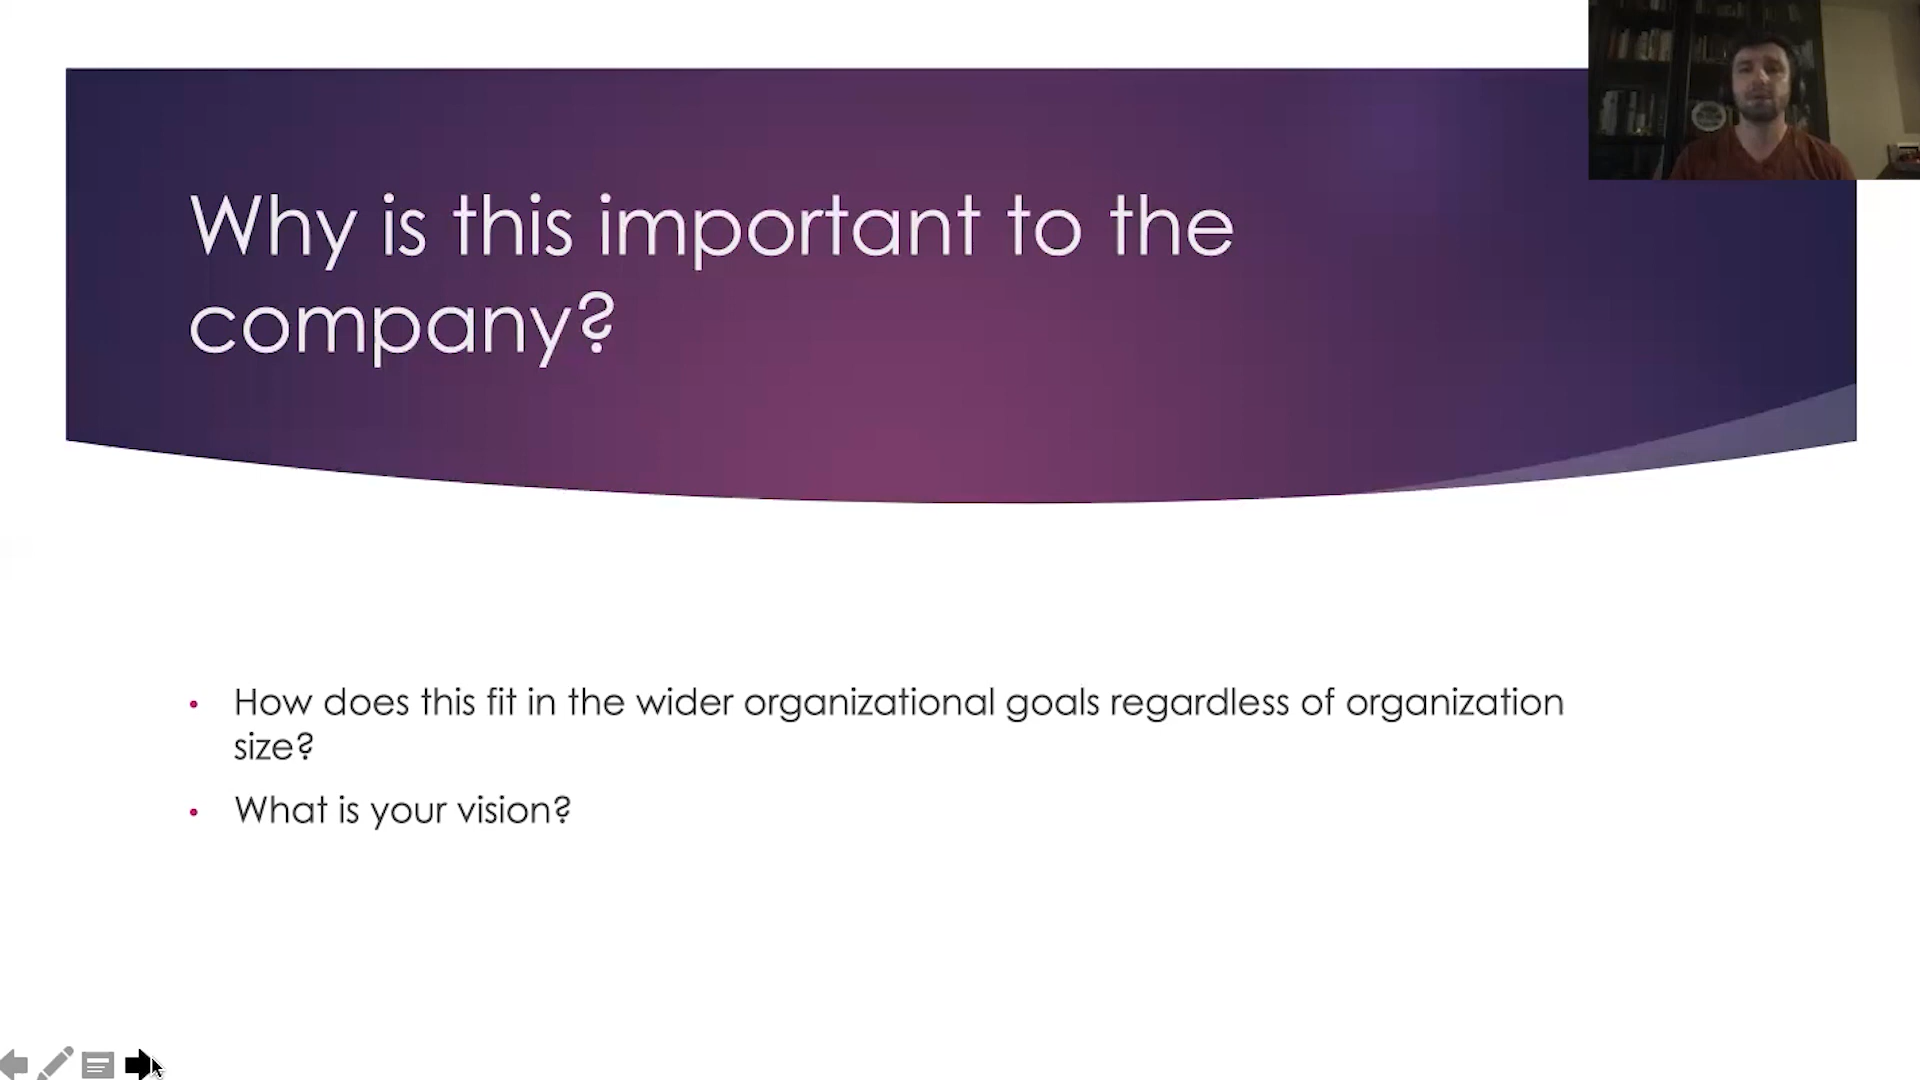 Why is this important to the
company?
• How does this fit in the wider organizational goals regardless of organization
size?
• What is your vision?